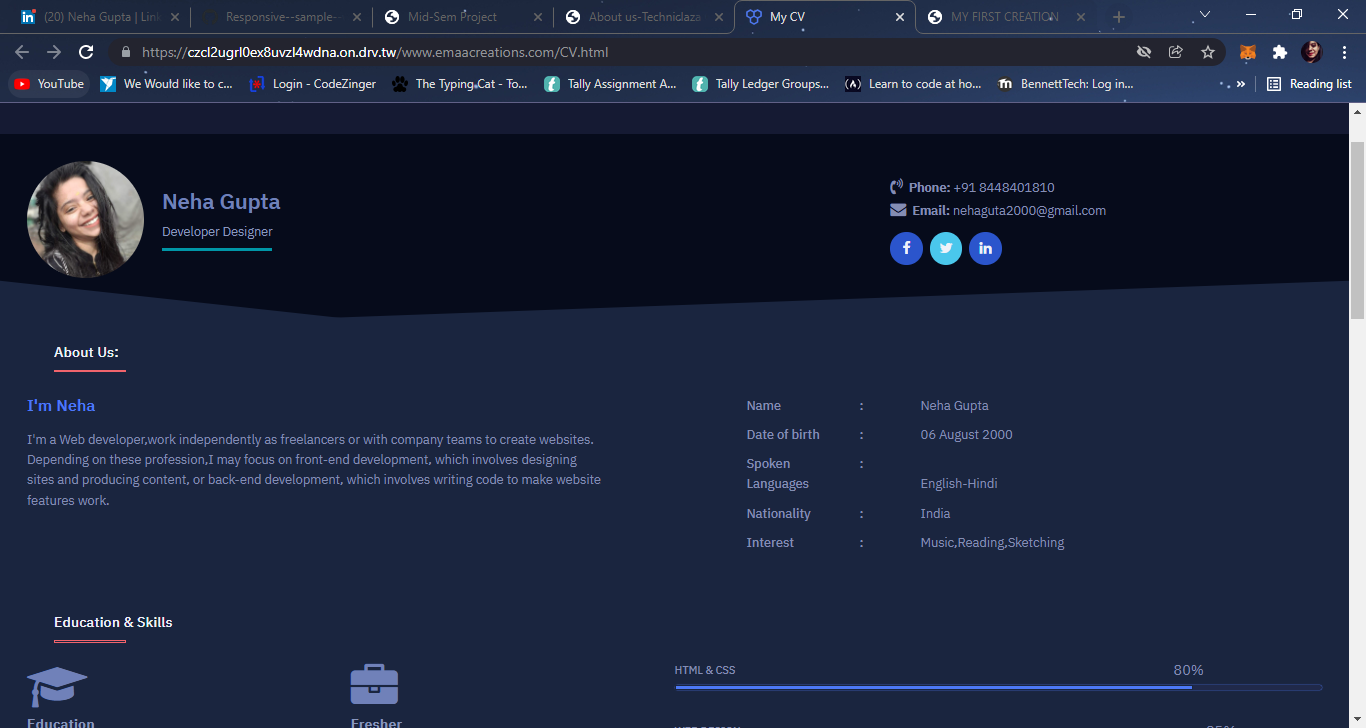 (20) Neha Gupta | Link
Responsive--sample-
Mid-Sem Project
About us-Techniclaza
My CV
MY FIRST CREATION
https://czcl2ugrl0ex8uvzl4wdna.on.drv.tw/www.emaacreations.com/CV.html
YouTube
We Would like to c...
Login - CodeZinger
The Typing Cat - To...
Tally Assignment A...
Tally Ledger Groups...
Learn to code at ho...
BennettTech: Log in...
»
Reading list
Neha Gupta
Developer Designer
Phone: +91 8448401810
Email: nehaguta2000@gmail.com
About Us:
I'm Neha
I'm a Web developer,work independently as freelancers or with company teams to create websites.
Depending on these profession,I may focus on front-end development, which involves designing
sites and producing content, or back-end development, which involves writing code to make website
features work.
Name : Neha Gupta
Date of birth : 06 August 2000
Spoken :
Languages English-Hindi
Nationality : India
Interest : Music,Reading,Sketching
Education & Skills
HTML & CSS 80%
Education
Fresher